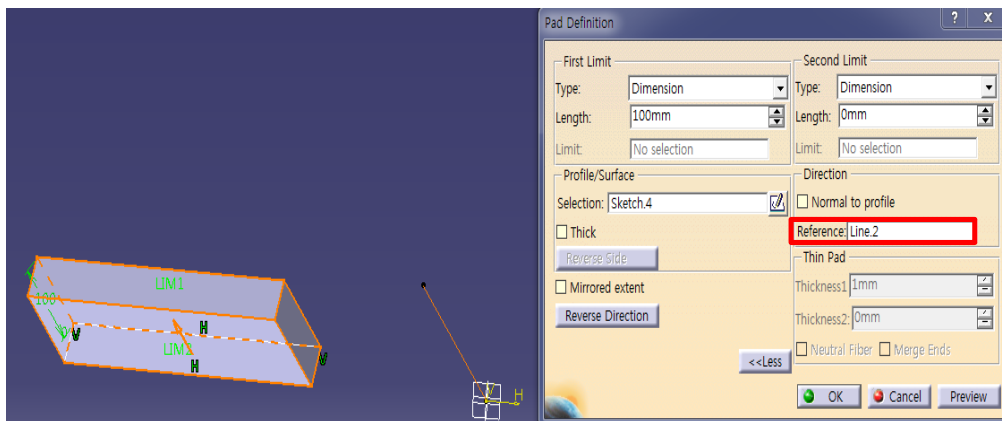 Pad Definition
? X
First Limit
Type: Dimension
Length: 100mm
Limit: No selection
Profile/Surface
Selection: Sketch.4
Thick
Reverse Side
Mirrored extent
Reverse Direction
<<Less
Second Limit
Type: Dimension
Length: 0mm
Limit: No selection
Direction
Normal to profile
Reference: Line.2
Thin Pad
Thickness1 1mm
Thickness2: 0mm
Neutral Fiber Merge Ends
OK Cancel Preview
LIM1
100
H
V
LIM2
H
V
V
H